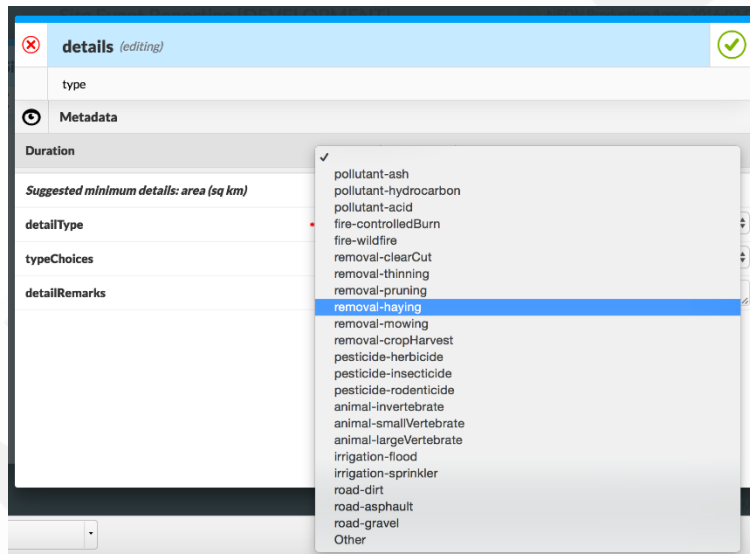 details (editing)
type
Metadata
Duration
Suggested minimum details: area (sq km)
detailType
typeChoices
detailRemarks
pollutant-ash
pollutant-hydrocarbon
pollutant-acid
fire-controlledBurn
fire-wildfire
removal-clearCut
removal-thinning
removal-pruning
removal-haying
removal-mowing
removal-cropHarvest
pesticide-herbicide
pesticide-insecticide
pesticide-rodenticide
animal-invertebrate
animal-smallVertebrate
animal-largeVertebrate
irrigation-flood
irrigation-sprinkler
road-dirt
road-asphault
road-gravel
Other